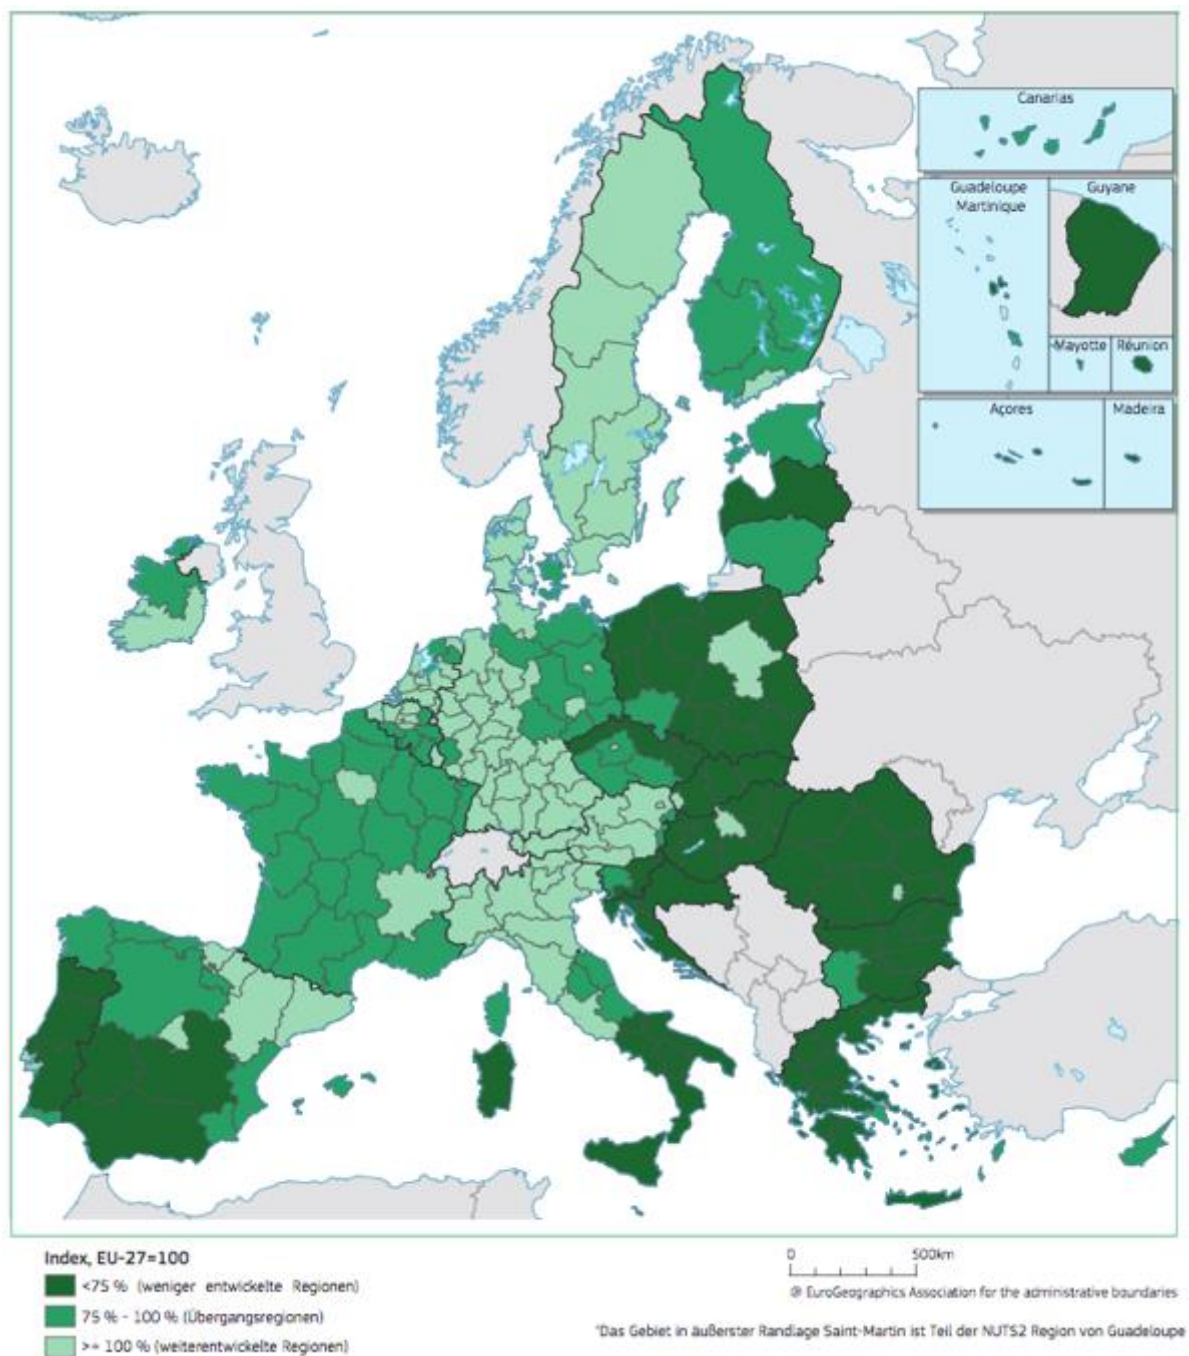 Canarias
Guadeloupe
Martinique
Guyane
Mayotte
Réunion
Açores
Madeira
Index, EU-27=100
<75 % (weniger entwickelte Regionen)
75 % - 100 % (Übergangsregionen)
>= 100 % (weiterentwickelte Regionen)
0 500km
@ EuroGeographics Association for the administrative boundaries
*Das Gebiet in äußerster Randlage Saint-Martin ist Teil der NUTS2 Region von Guadeloupe